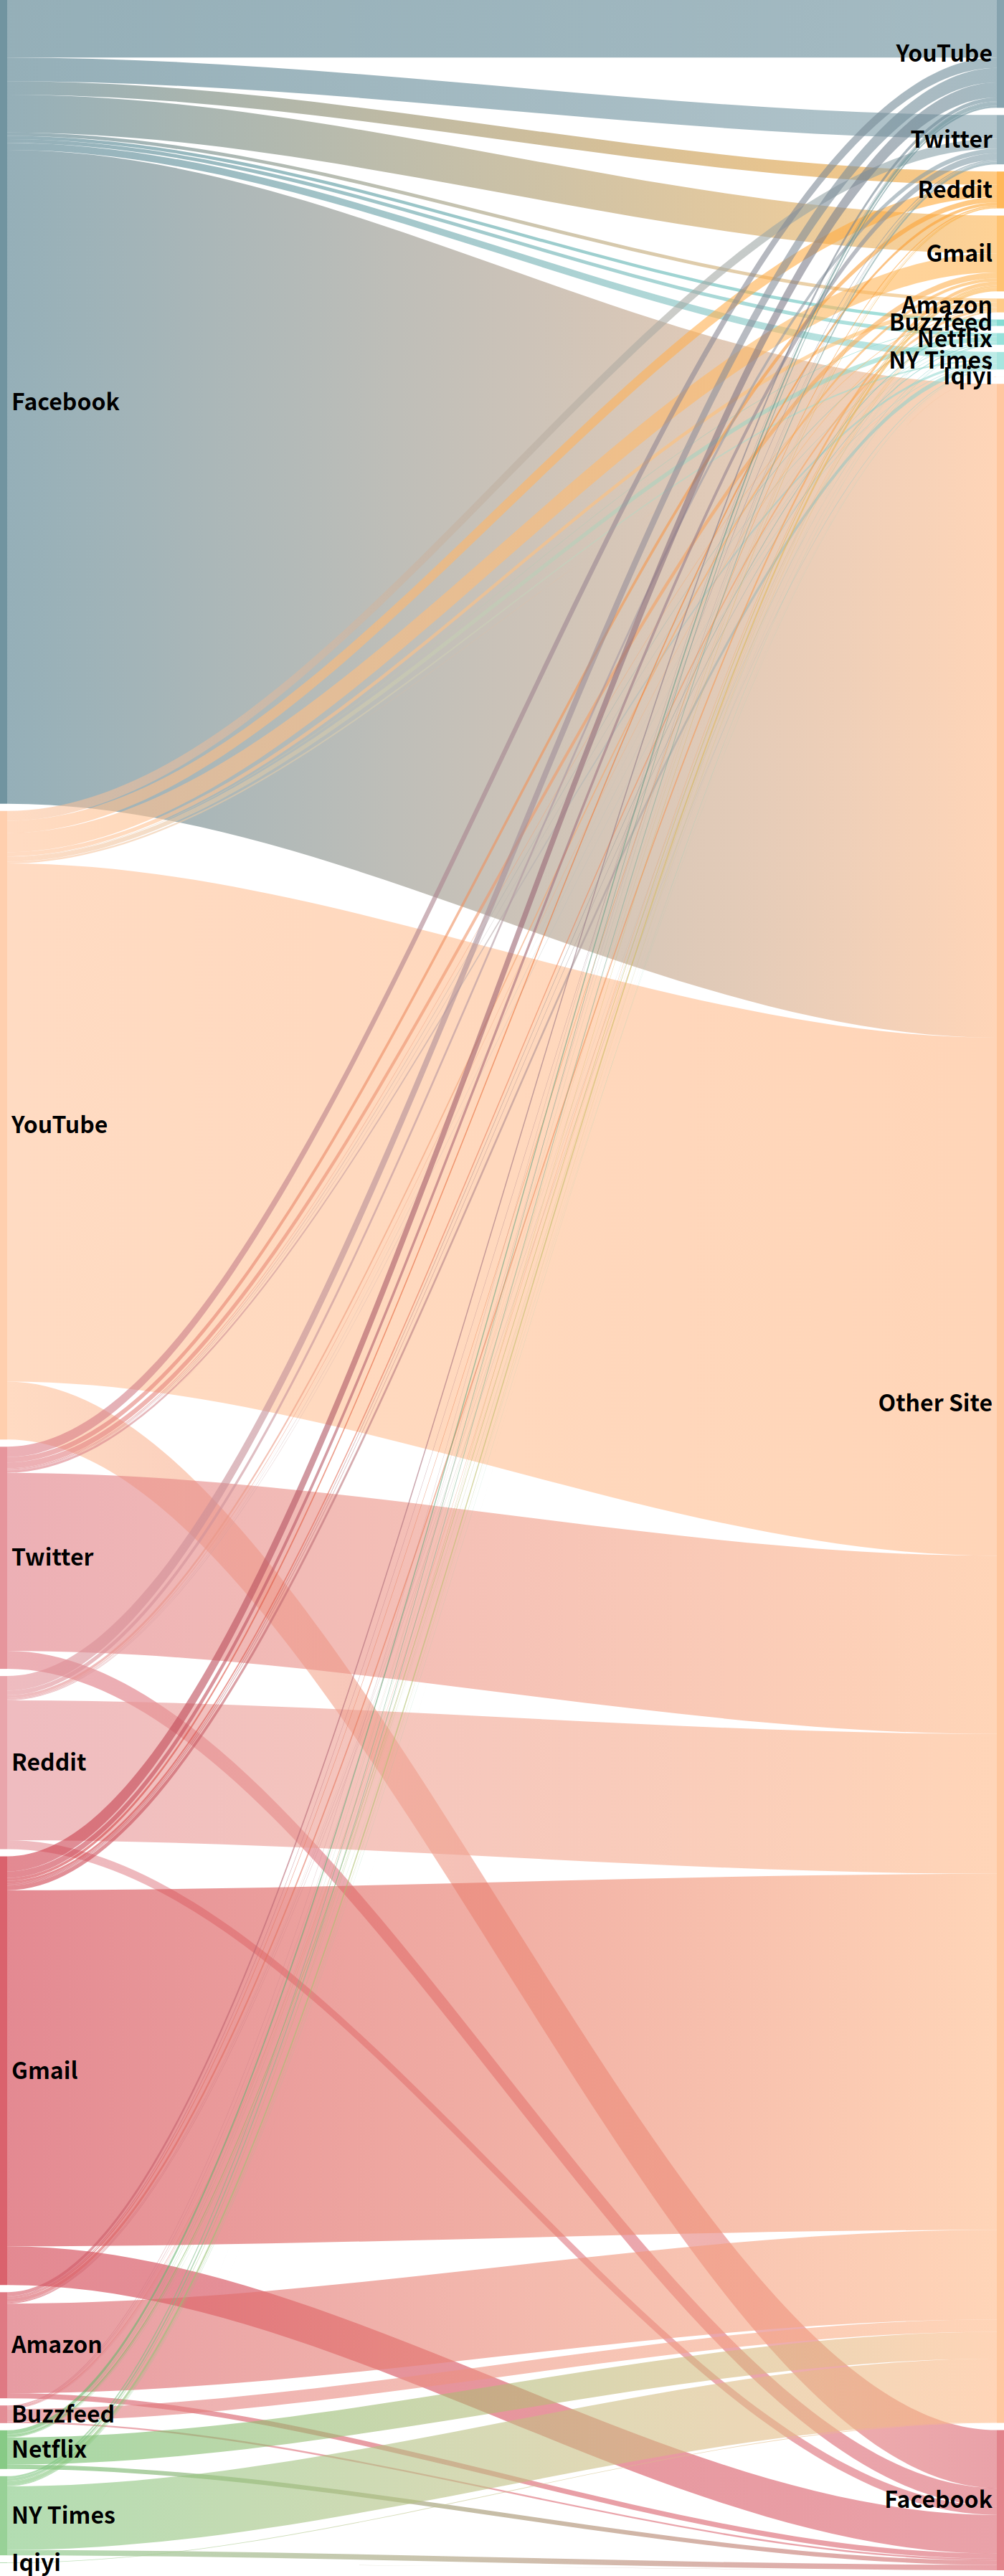 YouTube
Twitter
Reddit
Gmail
Amazon
Buzzfeed
Netflix
NY Times
Iqiyi
Facebook
YouTube
Other Site
Twitter
Reddit
Gmail
Amazon
Buzzfeed
Netflix
Facebook
NY Times
Iqiyi